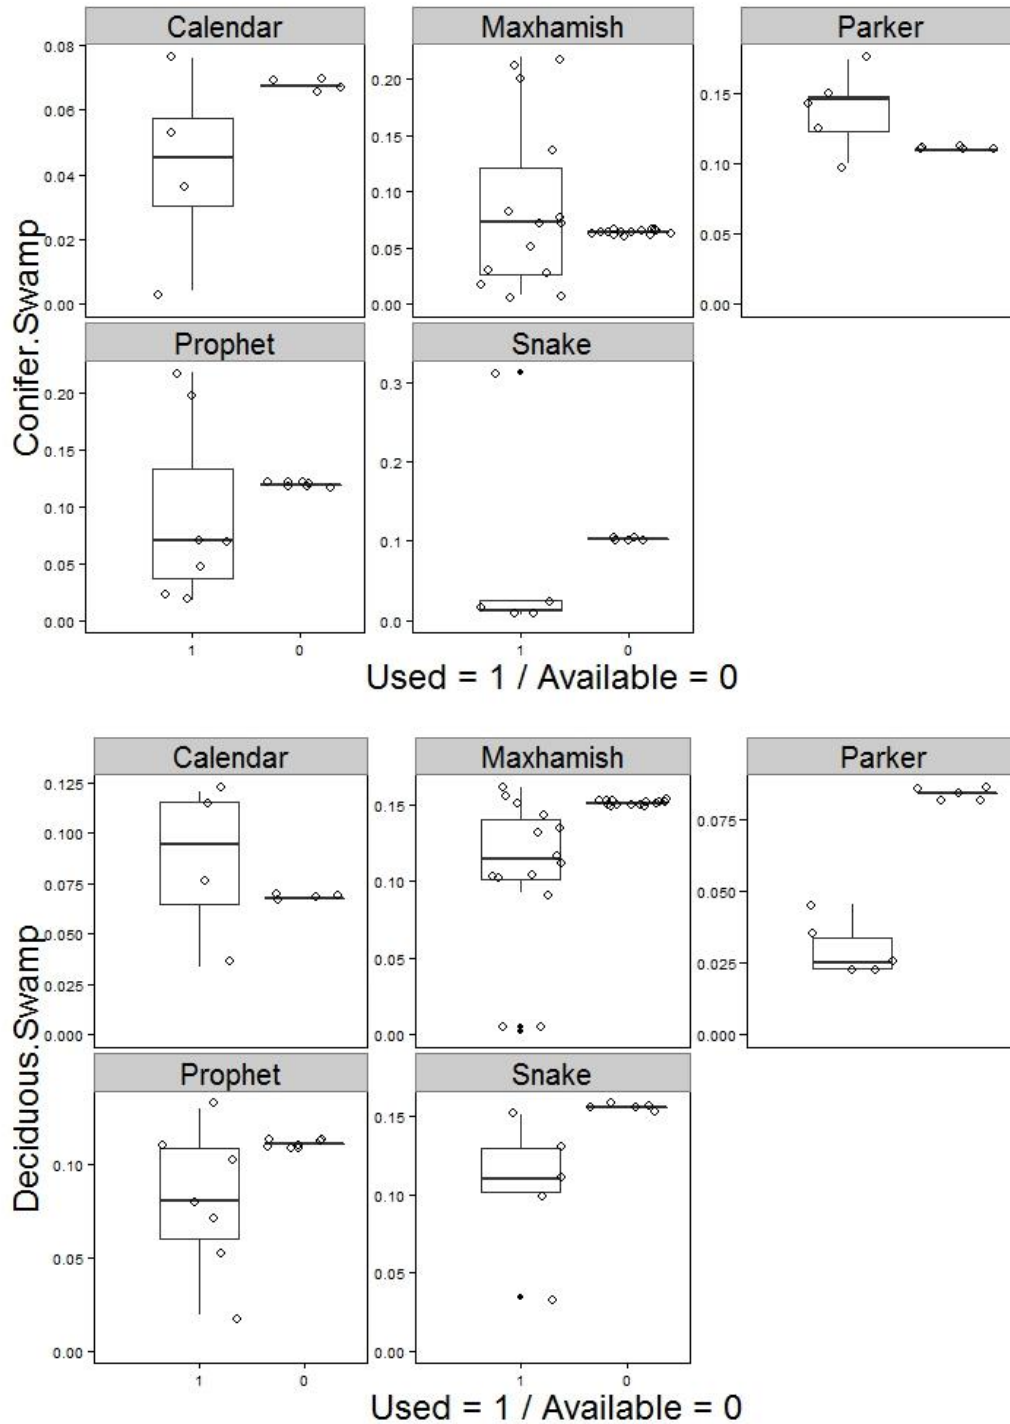 Calendar Maxhamish Parker
0.08 0.06 0.04 0.02 0.00
0.20 0.15 0.10 0.05 0.00
0.15 0.10 0.05 0.00
Conifer.Swamp
Prophet Snake
0.20 0.15 0.10 0.05 0.00
0.3 0.2 0.1 0.0
1 0 1 0
Used = 1 / Available = 0
Calendar Maxhamish Parker
0.125 0.100 0.075 0.050 0.025 0.000
0.15 0.10 0.05 0.00
0.075 0.050 0.025 0.000
Deciduous.Swamp
Prophet Snake
0.10 0.05 0.00
0.15 0.10 0.05 0.00
1 0 1 0
Used = 1 / Available = 0